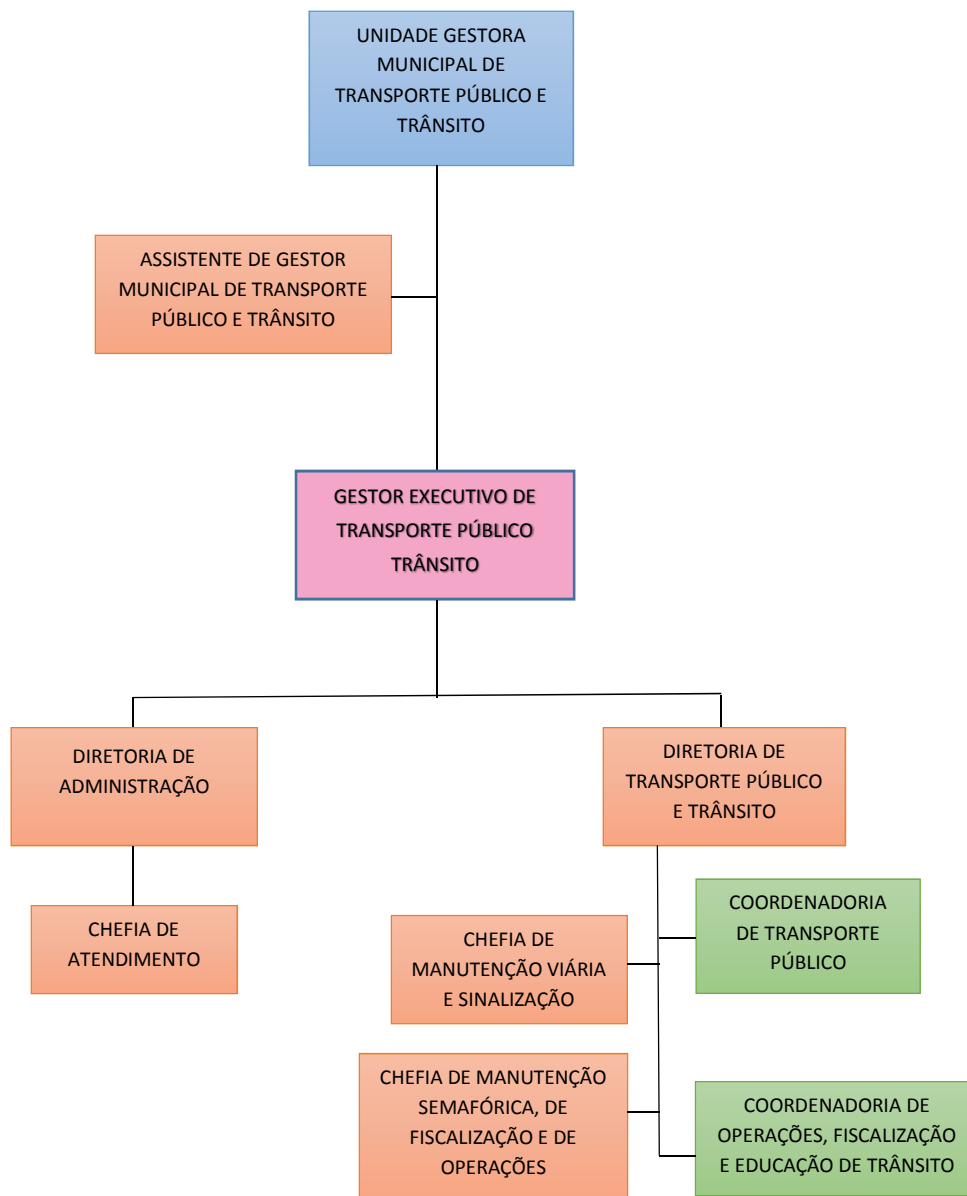 UNIDADE GESTORA
MUNICIPAL DE
TRANSPORTE PÚBLICO E
TRÂNSITO
ASSISTENTE DE GESTOR
MUNICIPAL DE TRANSPORTE
PÚBLICO E TRÂNSITO
GESTOR EXECUTIVO DE
TRANSPORTE PÚBLICO
TRÂNSITO
DIRETORIA DE
ADMINISTRAÇÃO
DIRETORIA DE
TRANSPORTE PÚBLICO
E TRÂNSITO
CHEFIA DE
ATENDIMENTO
CHEFIA DE
MANUTENÇÃO VIÁRIA
E SINALIZAÇÃO
COORDENADORIA
DE TRANSPORTE
PÚBLICO
CHEFIA DE MANUTENÇÃO
SEMAFÓRICA, DE
FISCALIZAÇÃO E DE
OPERAÇÕES
COORDENADORIA DE
OPERAÇÕES, FISCALIZAÇÃO
E EDUCAÇÃO DE TRÂNSITO